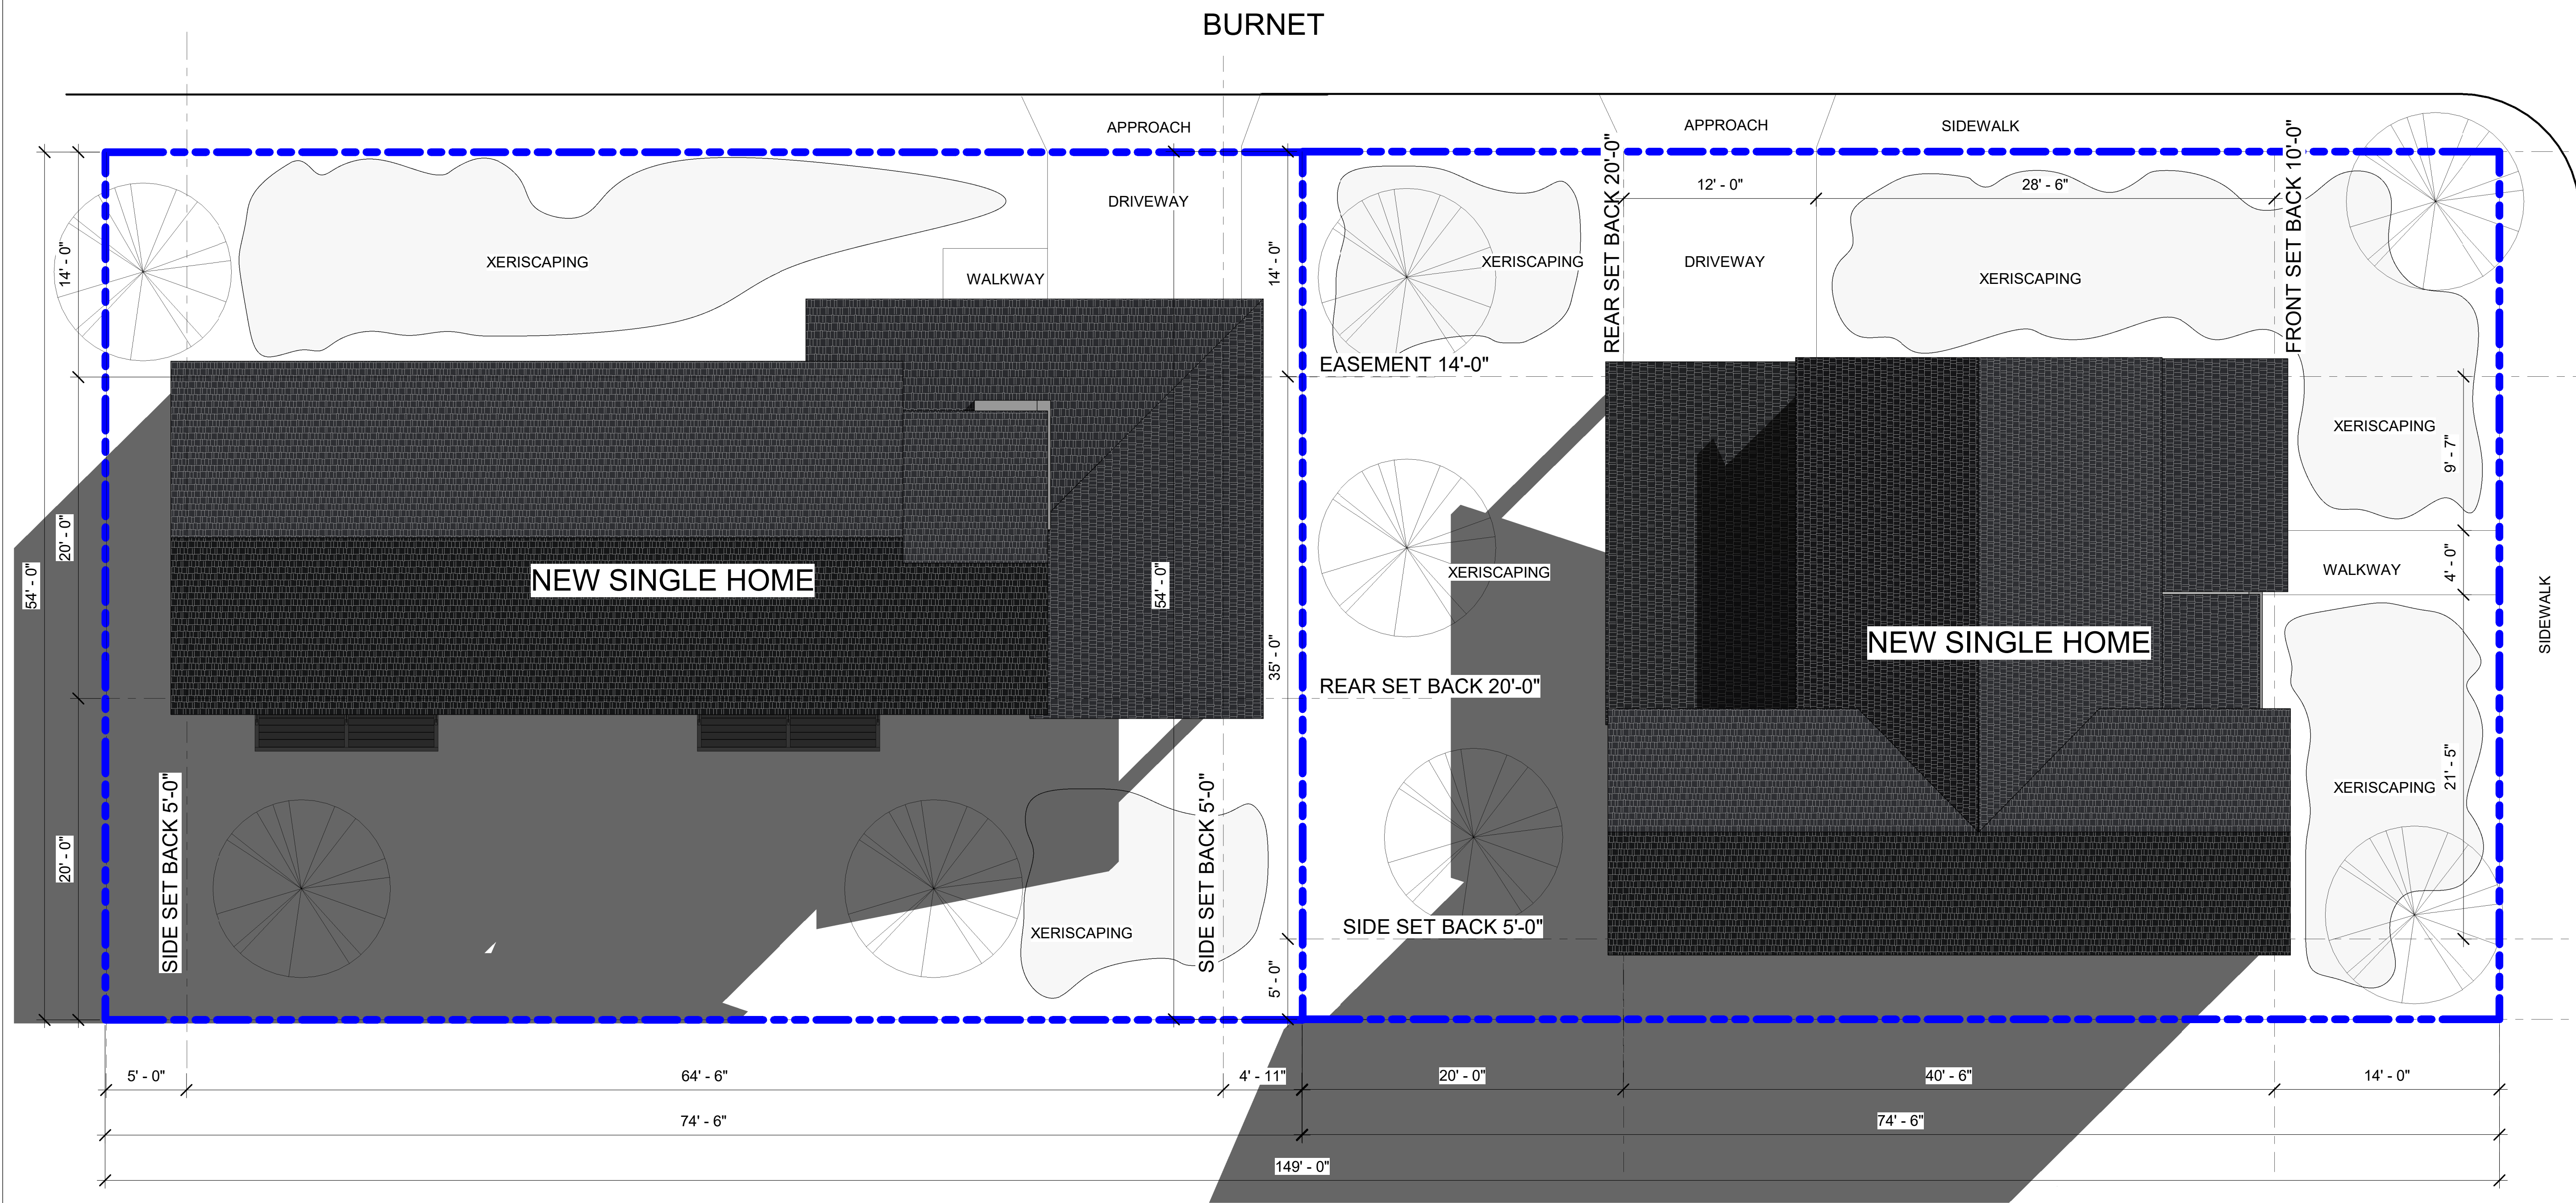 BURNET
APPROACH
APPROACH
SIDEWALK
12' - 0"
28' - 6"
DRIVEWAY
REAR SET BACK 20'-0"
FRONT SET BACK 10'-0"
14' - 0"
XERISCAPING
WALKWAY
14' - 0"
XERISCAPING
DRIVEWAY
XERISCAPING
EASEMENT 14'-0"
XERISCAPING
9' - 7"
20' - 0"
54' - 0"
NEW SINGLE HOME
54' - 0"
XERISCAPING
4' - 0"
WALKWAY
SIDEWALK
35' - 0"
NEW SINGLE HOME
REAR SET BACK 20'-0"
XERISCAPING
21' - 5"
20' - 0"
SIDE SET BACK 5'-0"
SIDE SET BACK 5'-0"
XERISCAPING
SIDE SET BACK 5'-0"
5' - 0"
5' - 0"
64' - 6"
4' - 11"
20' - 0"
40' - 6"
14' - 0"
74' - 6"
74' - 6"
149' - 0"